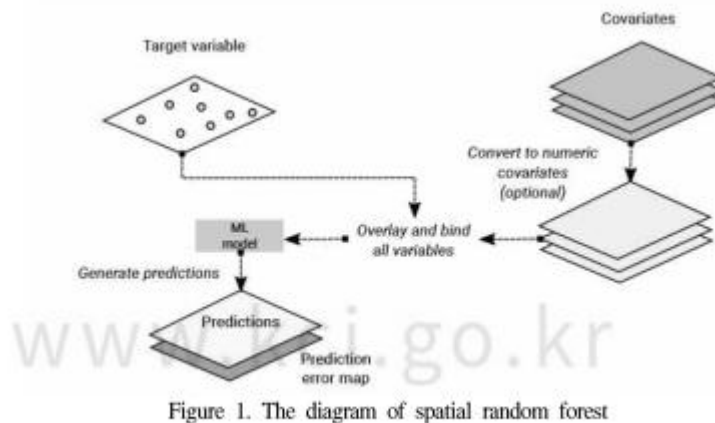 Covariates
Target variable
Convert to numeric
covariates
(optional)
ML
model
Overlay and bind
all variables
Generate predictions
Predictions
Prediction
error map
www.kri.go.kr
Figure 1. The diagram of spatial random forest